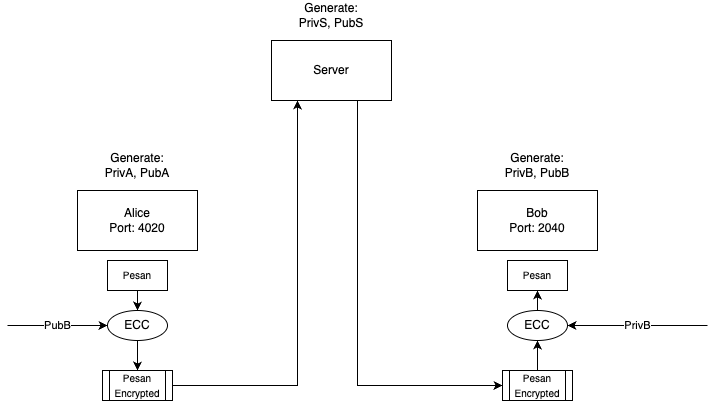 Generate:
PrivS, PubS
Server
Generate:
PrivA, PubA
Alice
Port: 4020
Pesan
PubB
ECC
Pesan
Encrypted
Generate:
PrivB, PubB
Bob
Port: 2040
Pesan
ECC
PrivB
Pesan
Encrypted